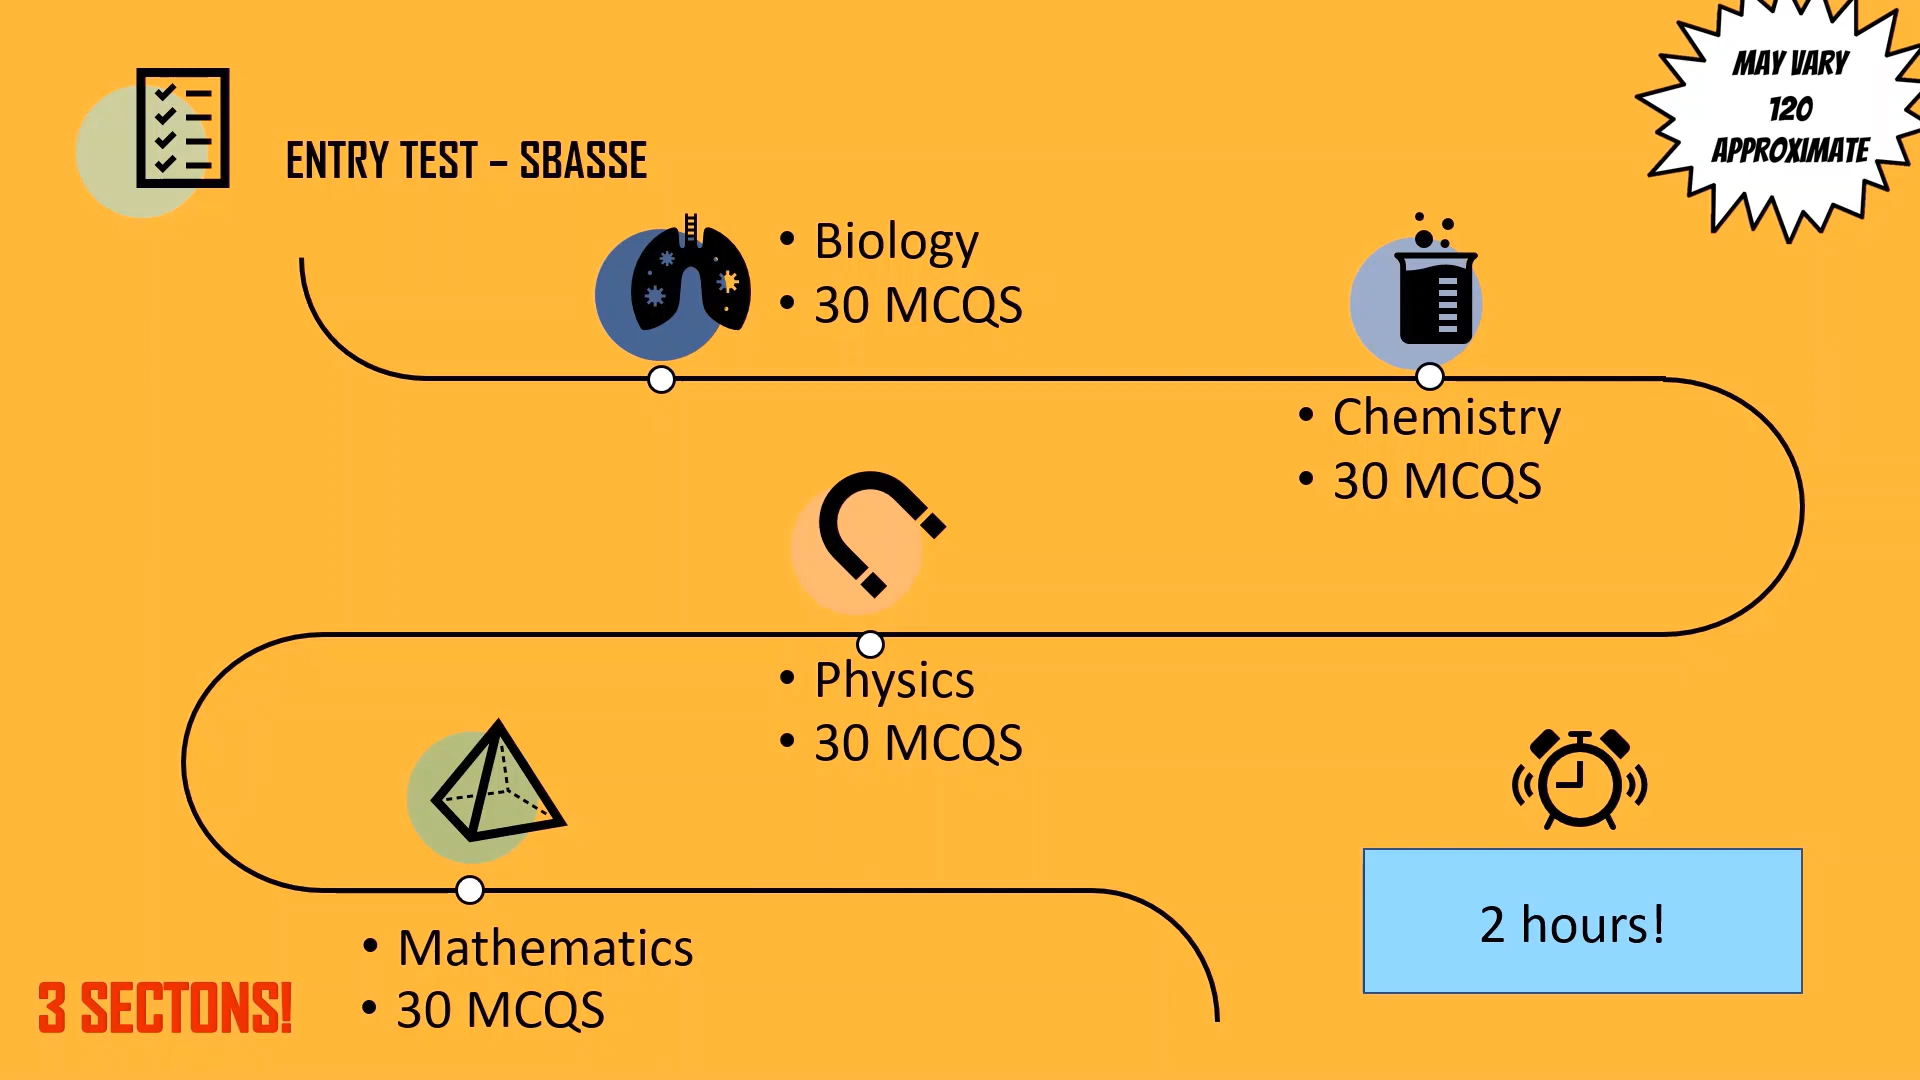 MAY VARY
120
APPROXIMATE
ENTRY TEST – SBASSE
• Biology
• 30 MCQS
• Chemistry
• 30 MCQS
• Physics
• 30 MCQS
2 hours!
• Mathematics
• 30 MCQS
3 SECTONS!